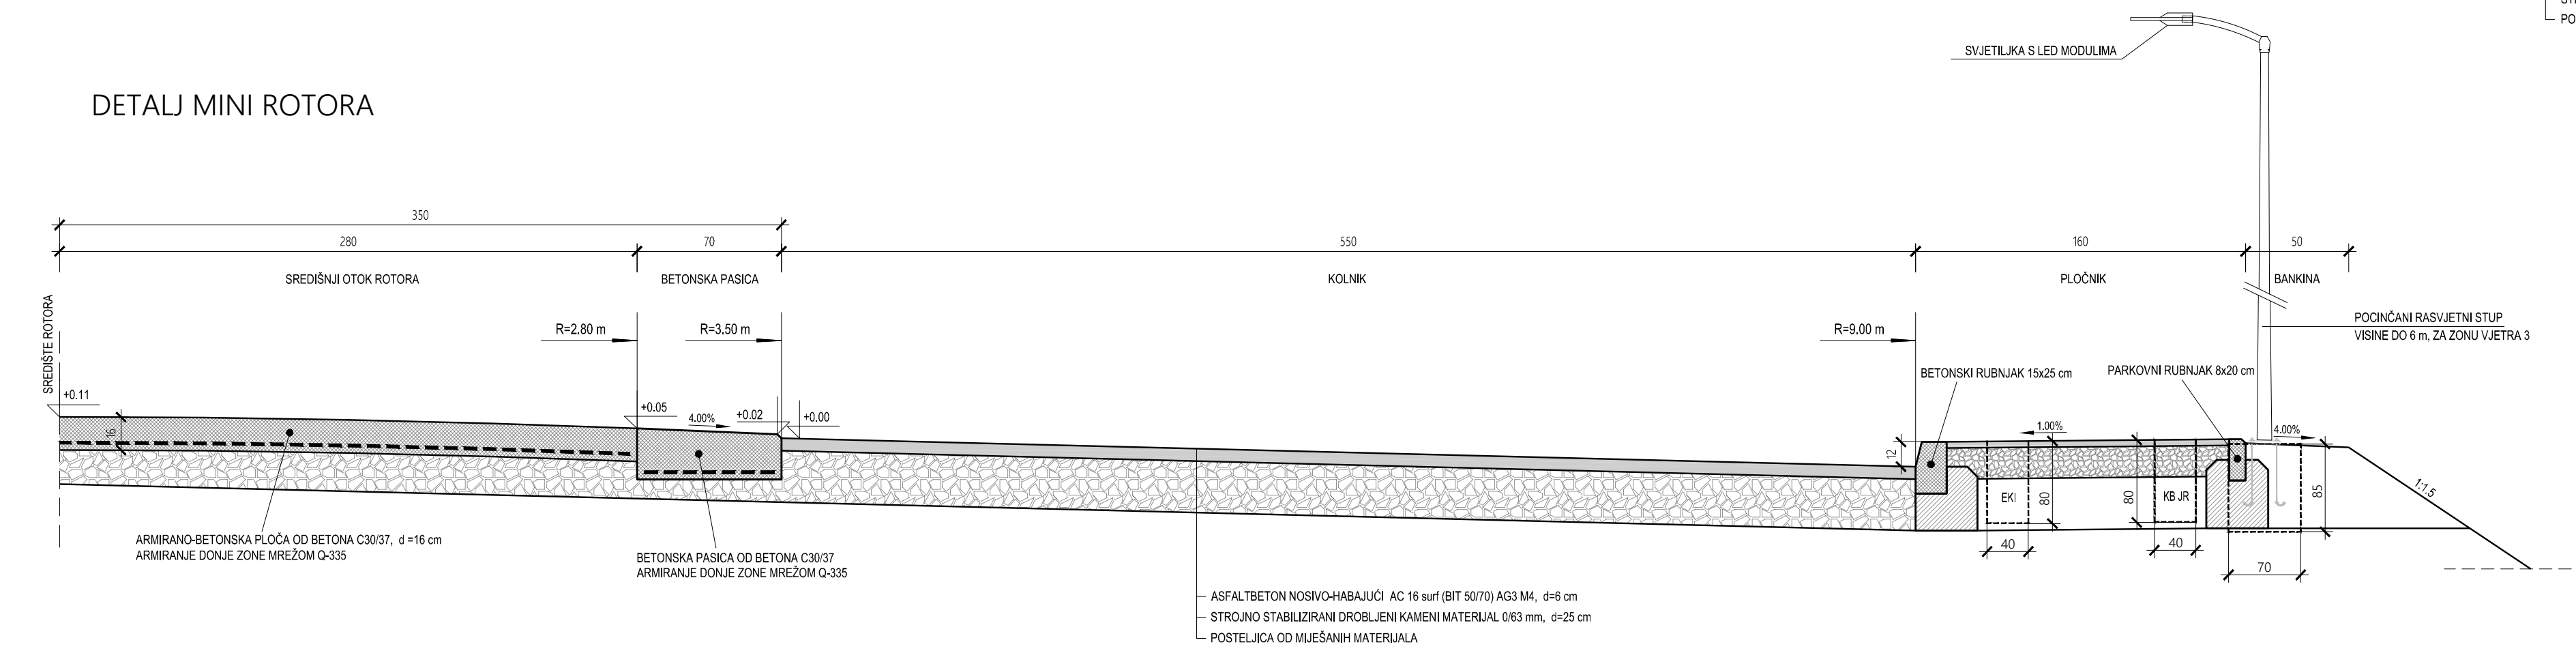 PO
SVJETILJKA S LED MODULIMA
DETALJ MINI ROTORA
350
280
70
550
160
50
SREDIŠNJI OTOK ROTORA
BETONSKA PASICA
KOLNIK
PLOČNIK
BANKINA
SREDIŠTE ROTORA
R=2.80 m
R=3.50 m
R=9.00 m
POCINČANI RASVJETNI STUP
VISINE DO 6 m, ZA ZONU VJETRA 3
BETONSKI RUBNJAK 15x25 cm
PARKOVNI RUBNJAK 8x20 cm
+0.11
+0.05
4.00%
+0.02
+0.00
1.00%
4.00%
16
12
EKI
80
80
KB JR
85
1:1.5
40
40
70
ARMIRANO-BETONSKA PLOČA OD BETONA C30/37, d =16 cm
ARMIRANJE DONJE ZONE MREŽOM Q-335
BETONSKA PASICA OD BETONA C30/37
ARMIRANJE DONJE ZONE MREŽOM Q-335
ASFALTBETON NOSIVO-HABAJUĆI AC 16 surf (BIT 50/70) AG3 M4, d=6 cm
STROJNO STABILIZIRANI DROBLJENI KAMENI MATERIJAL 0/63 mm, d=25 cm
POSTELJICA OD MIJEŠANIH MATERIJALA